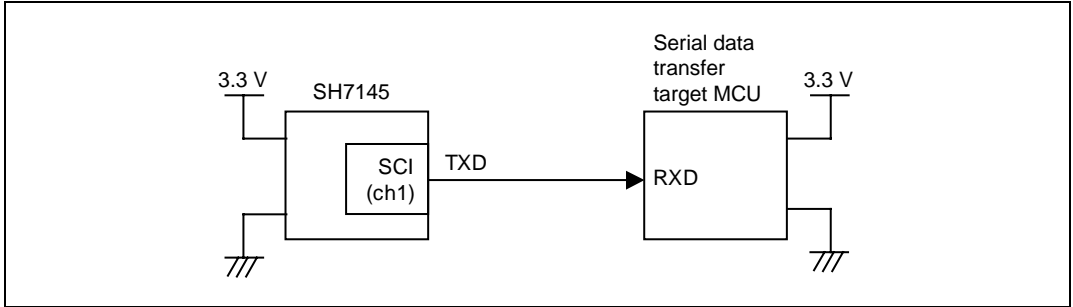 Serial data
transfer
target MCU
3.3 V
SH7145
3.3 V
SCI
(ch1)
TXD
RXD